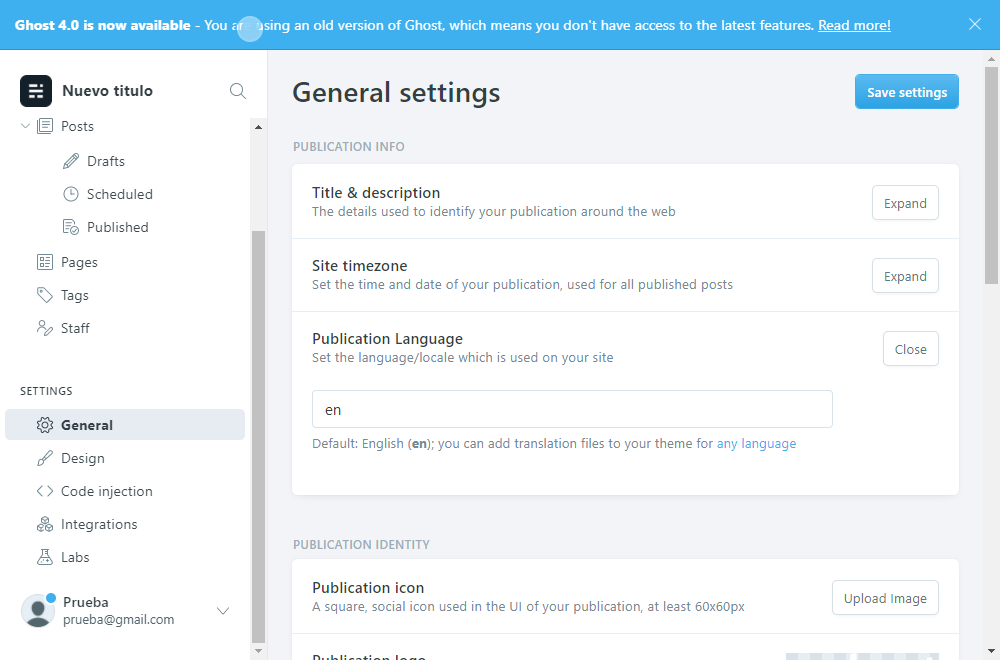 Ghost 4.0 is now available - You are using an old version of Ghost, which means you don't have access to the latest features. Read more!
Nuevo titulo
Posts
Drafts
Scheduled
Published
Pages
Tags
Staff
SETTINGS
General
Design
Code injection
Integrations
Labs
Prueba
prueba@gmail.com
General settings
Save settings
PUBLICATION INFO
Title & description
The details used to identify your publication around the web
Expand
Site timezone
Set the time and date of your publication, used for all published posts
Expand
Publication Language
Set the language/locale which is used on your site
Close
en
Default: English (en); you can add translation files to your theme for any language
PUBLICATION IDENTITY
Publication icon
A square, social icon used in the UI of your publication, at least 60x60px
Upload Image
Publication logo